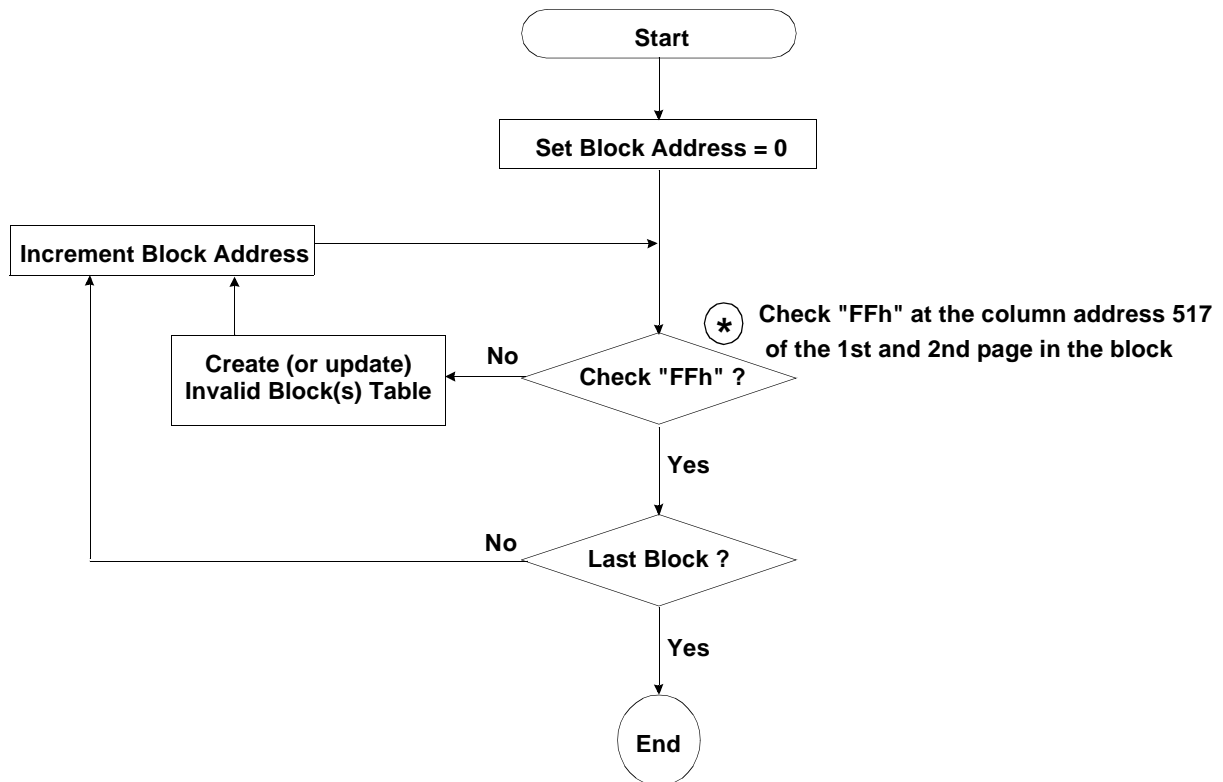 Start
Set Block Address = 0
Increment Block Address
* Check "FFh" at the column address 517
of the 1st and 2nd page in the block
No
Create (or update)
Invalid Block(s) Table
Check "FFh" ?
Yes
No
Last Block ?
Yes
End